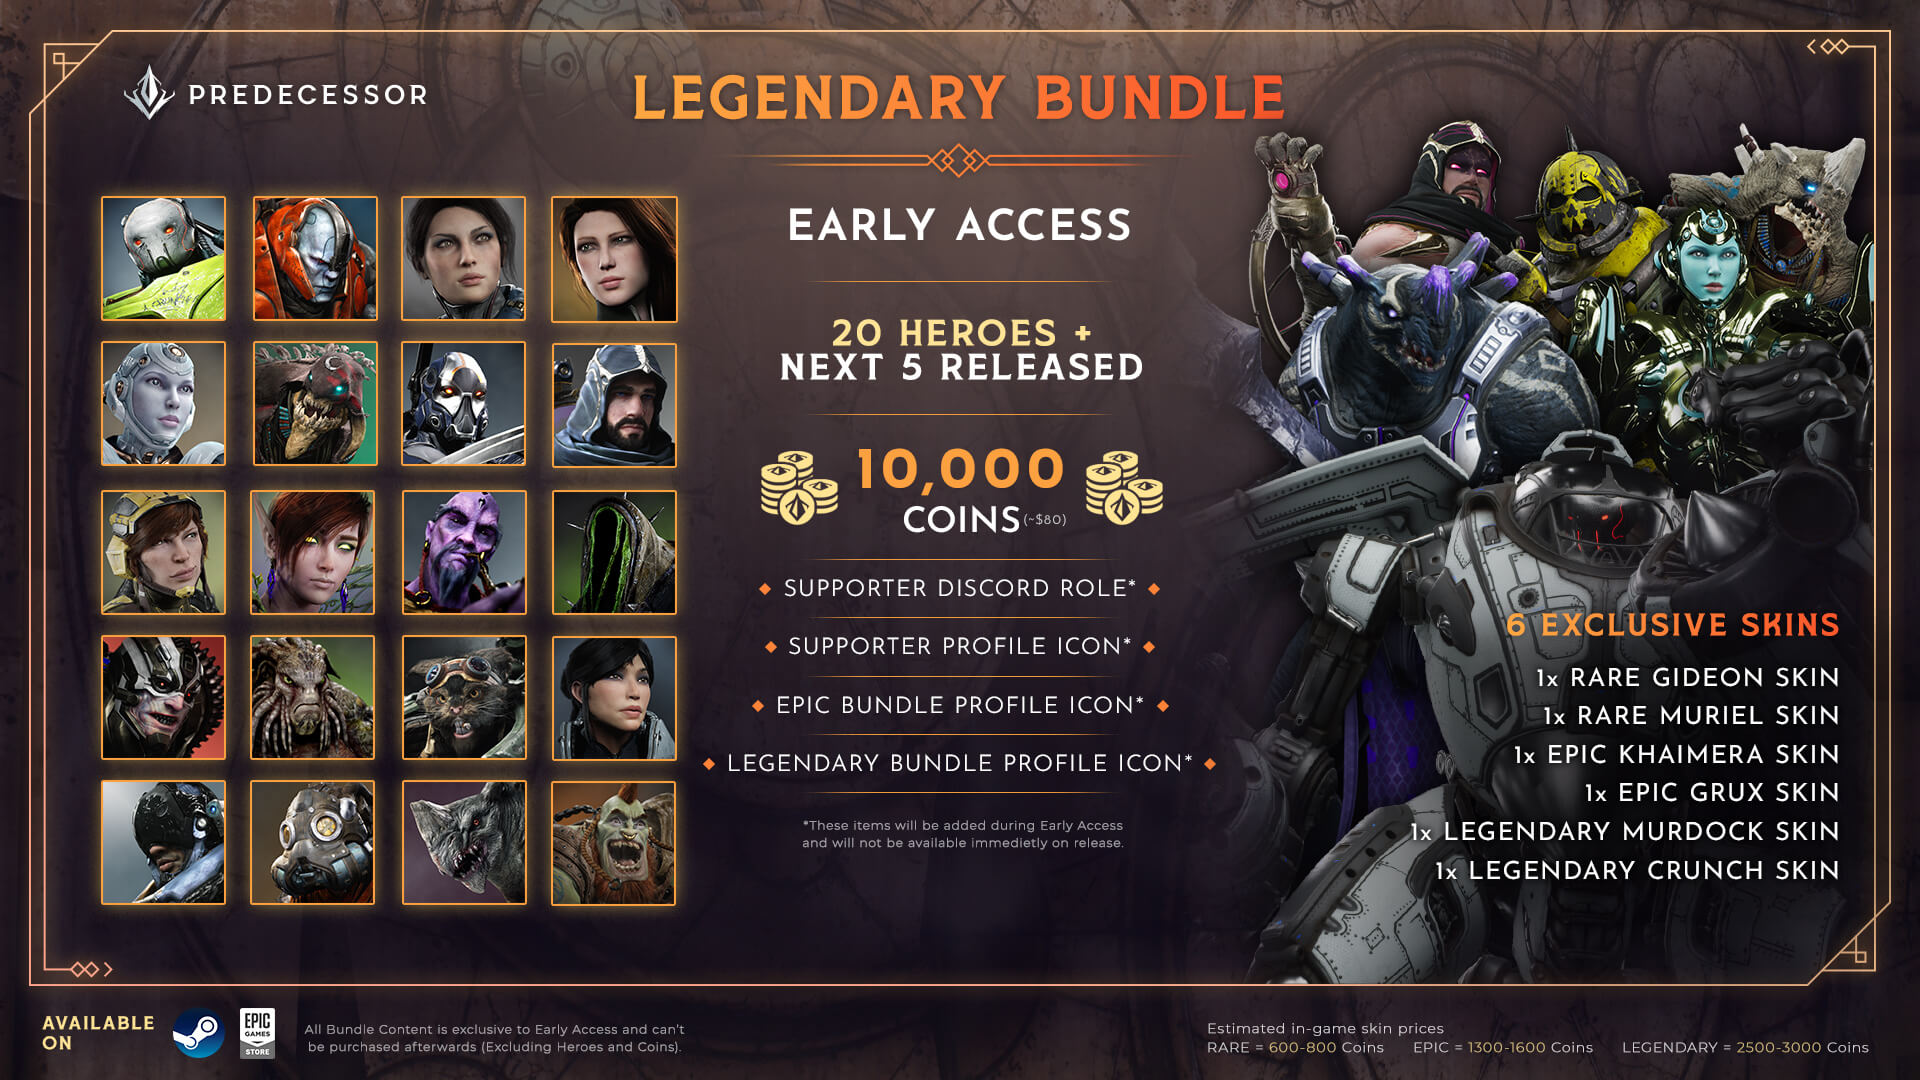 PREDECESSOR
LEGENDARY BUNDLE
EARLY ACCESS
20 HEROES +
NEXT 5 RELEASED
10,000
COINS (~$80)
SUPPORTER DISCORD ROLE*
SUPPORTER PROFILE ICON*
EPIC BUNDLE PROFILE ICON*
LEGENDARY BUNDLE PROFILE ICON*
*These items will be added during Early Access
and will not be available immedietly on release.
6 EXCLUSIVE SKINS
1x RARE GIDEON SKIN
1x RARE MURIEL SKIN
1x EPIC KHAIMERA SKIN
1x EPIC GRUX SKIN
1x LEGENDARY MURDOCK SKIN
1x LEGENDARY CRUNCH SKIN
AVAILABLE
ON
EPIC
GAMES
STORE
All Bundle Content is exclusive to Early Access and can't
be purchased afterwards (Excluding Heroes and Coins).
Estimated in-game skin prices
RARE = 600-800 Coins EPIC = 1300-1600 Coins LEGENDARY = 2500-3000 Coins